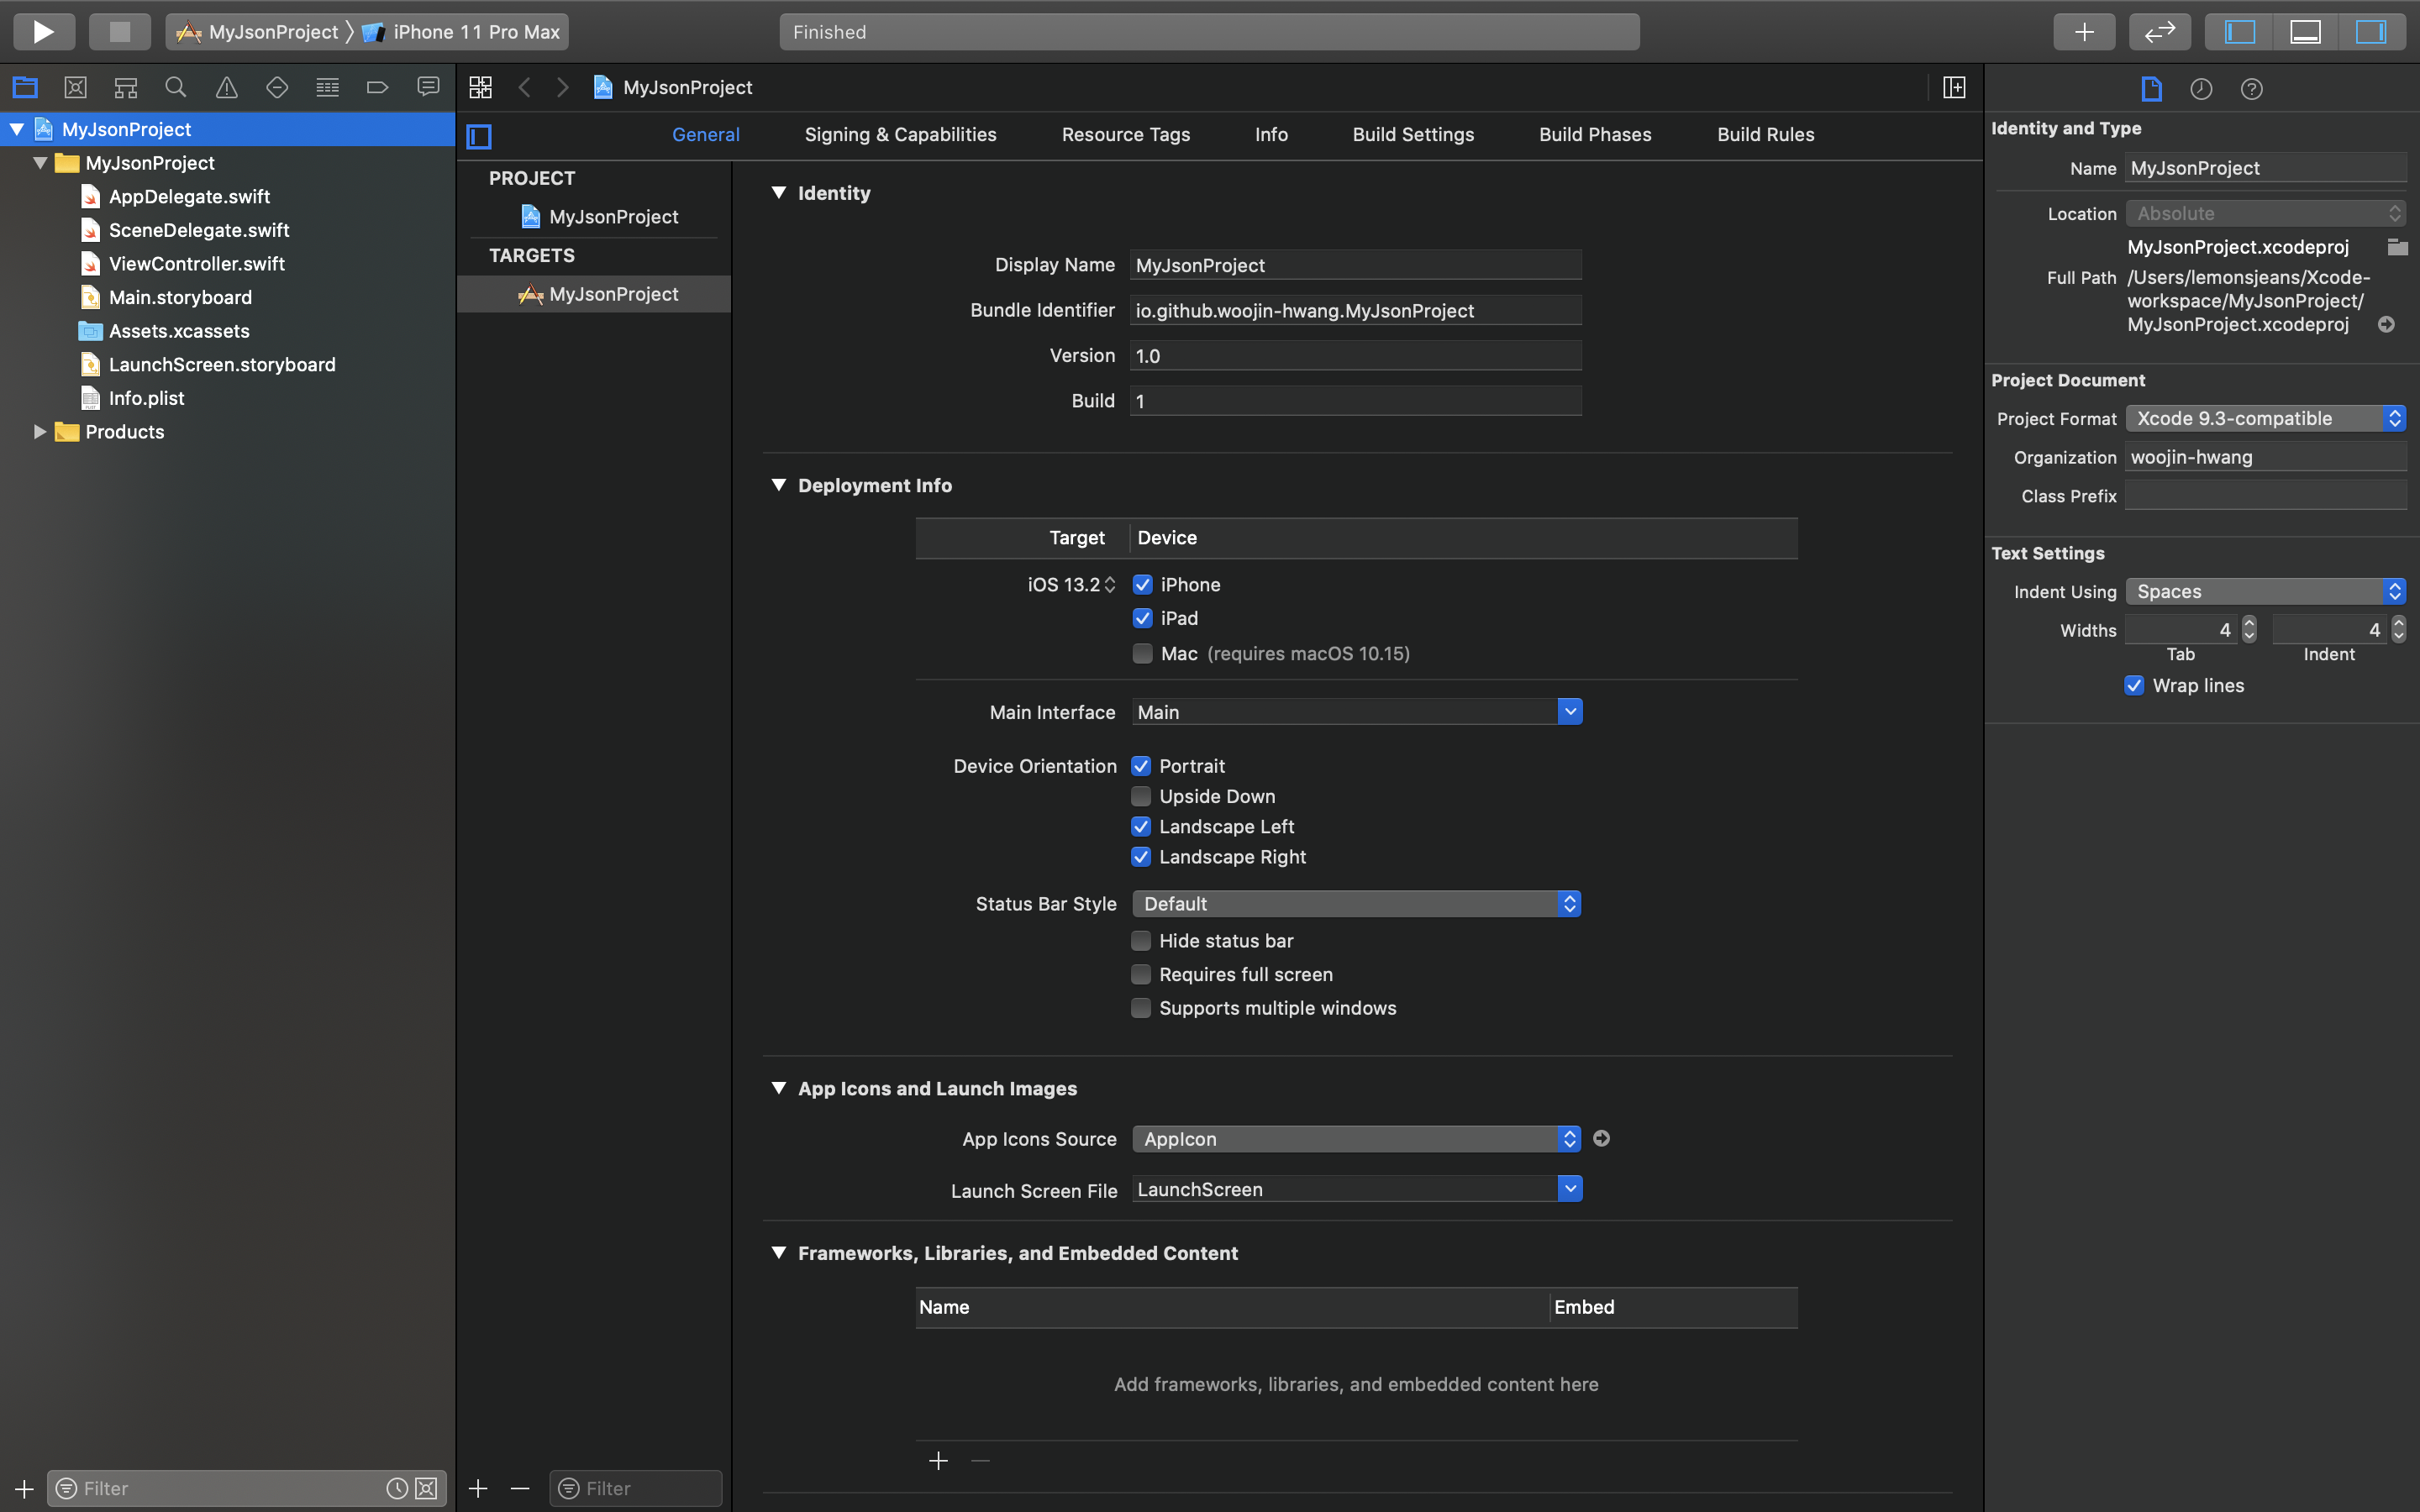 MyJsonProject
iPhone 11 Pro Max
Finished
MyJsonProject
MyJsonProject
AppDelegate.swift
SceneDelegate.swift
ViewController.swift
Main.storyboard
Assets.xcassets
LaunchScreen.storyboard
Info.plist
Products
Filter
MyJsonProject
General
Signing & Capabilities
Resource Tags
Info
Build Settings
Build Phases
Build Rules
PROJECT
MyJsonProject
TARGETS
MyJsonProject
Filter
Identity
Display Name MyJsonProject
Bundle Identifier io.github.woojin-hwang.MyJsonProject
Version 1.0
Build 1
Deployment Info
Target Device
iOS 13.2 iPhone
iPad
Mac (requires macOS 10.15)
Main Interface Main
Device Orientation Portrait
Upside Down
Landscape Left
Landscape Right
Status Bar Style Default
Hide status bar
Requires full screen
Supports multiple windows
App Icons and Launch Images
App Icons Source AppIcon
Launch Screen File LaunchScreen
Frameworks, Libraries, and Embedded Content
Name Embed
Add frameworks, libraries, and embedded content here
Identity and Type
Name MyJsonProject
Location Absolute
MyJsonProject.xcodeproj
Full Path /Users/lemonsjeans/Xcode-
workspace/MyJsonProject/
MyJsonProject.xcodeproj
Project Document
Project Format Xcode 9.3-compatible
Organization woojin-hwang
Class Prefix
Text Settings
Indent Using Spaces
Widths 4 4
Tab Indent
Wrap lines